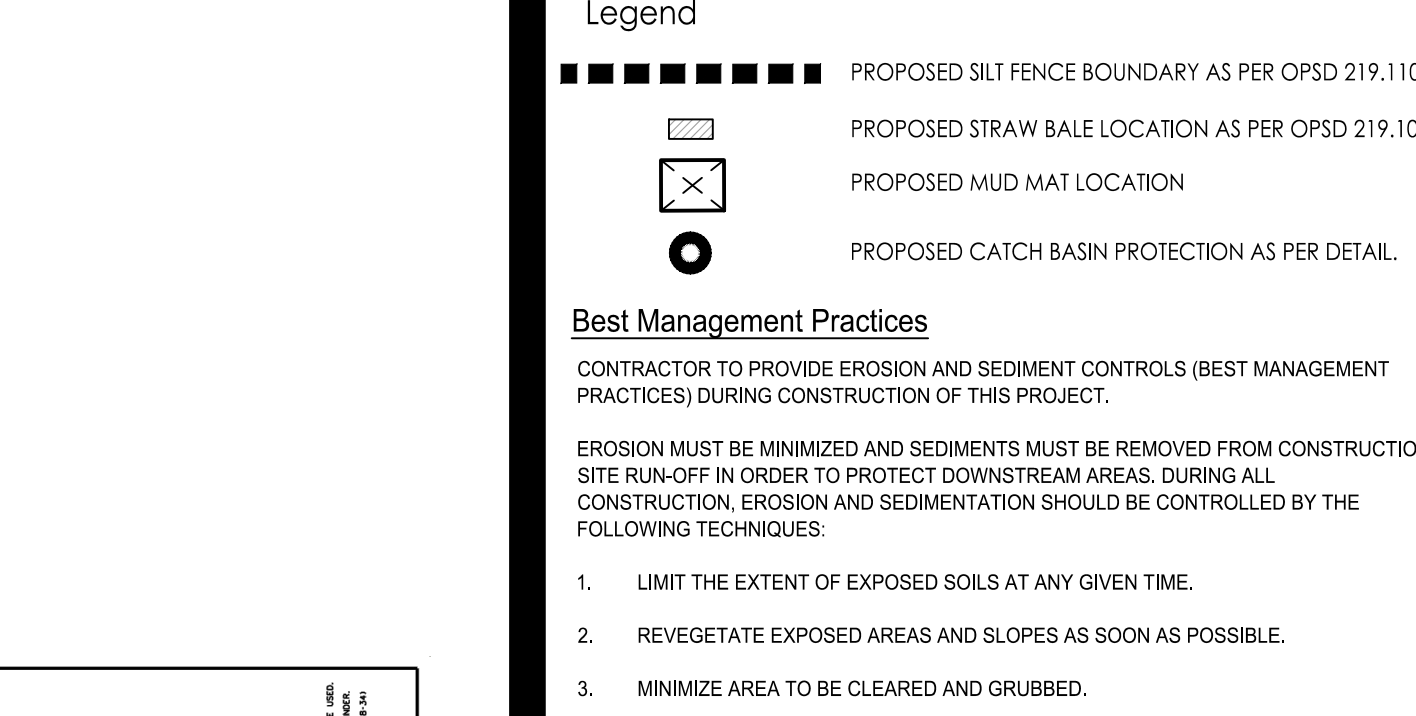 Legend
PROPOSED SILT FENCE BOUNDARY AS PER OPSD 219.110
PROPOSED STRAW BALE LOCATION AS PER OPSD 219.10
PROPOSED MUD MAT LOCATION
PROPOSED CATCH BASIN PROTECTION AS PER DETAIL.
Best Management Practices
CONTRACTOR TO PROVIDE EROSION AND SEDIMENT CONTROLS (BEST MANAGEMENT
PRACTICES) DURING CONSTRUCTION OF THIS PROJECT.
EROSION MUST BE MINIMIZED AND SEDIMENTS MUST BE REMOVED FROM CONSTRUCTIO
SITE RUN-OFF IN ORDER TO PROTECT DOWNSTREAM AREAS. DURING ALL
CONSTRUCTION, EROSION AND SEDIMENTATION SHOULD BE CONTROLLED BY THE
FOLLOWING TECHNIQUES:
1. LIMIT THE EXTENT OF EXPOSED SOILS AT ANY GIVEN TIME.
2. REVEGETATE EXPOSED AREAS AND SLOPES AS SOON AS POSSIBLE.
3. MINIMIZE AREA TO BE CLEARED AND GRUBBED.
E USED.
NDER.
8-34)